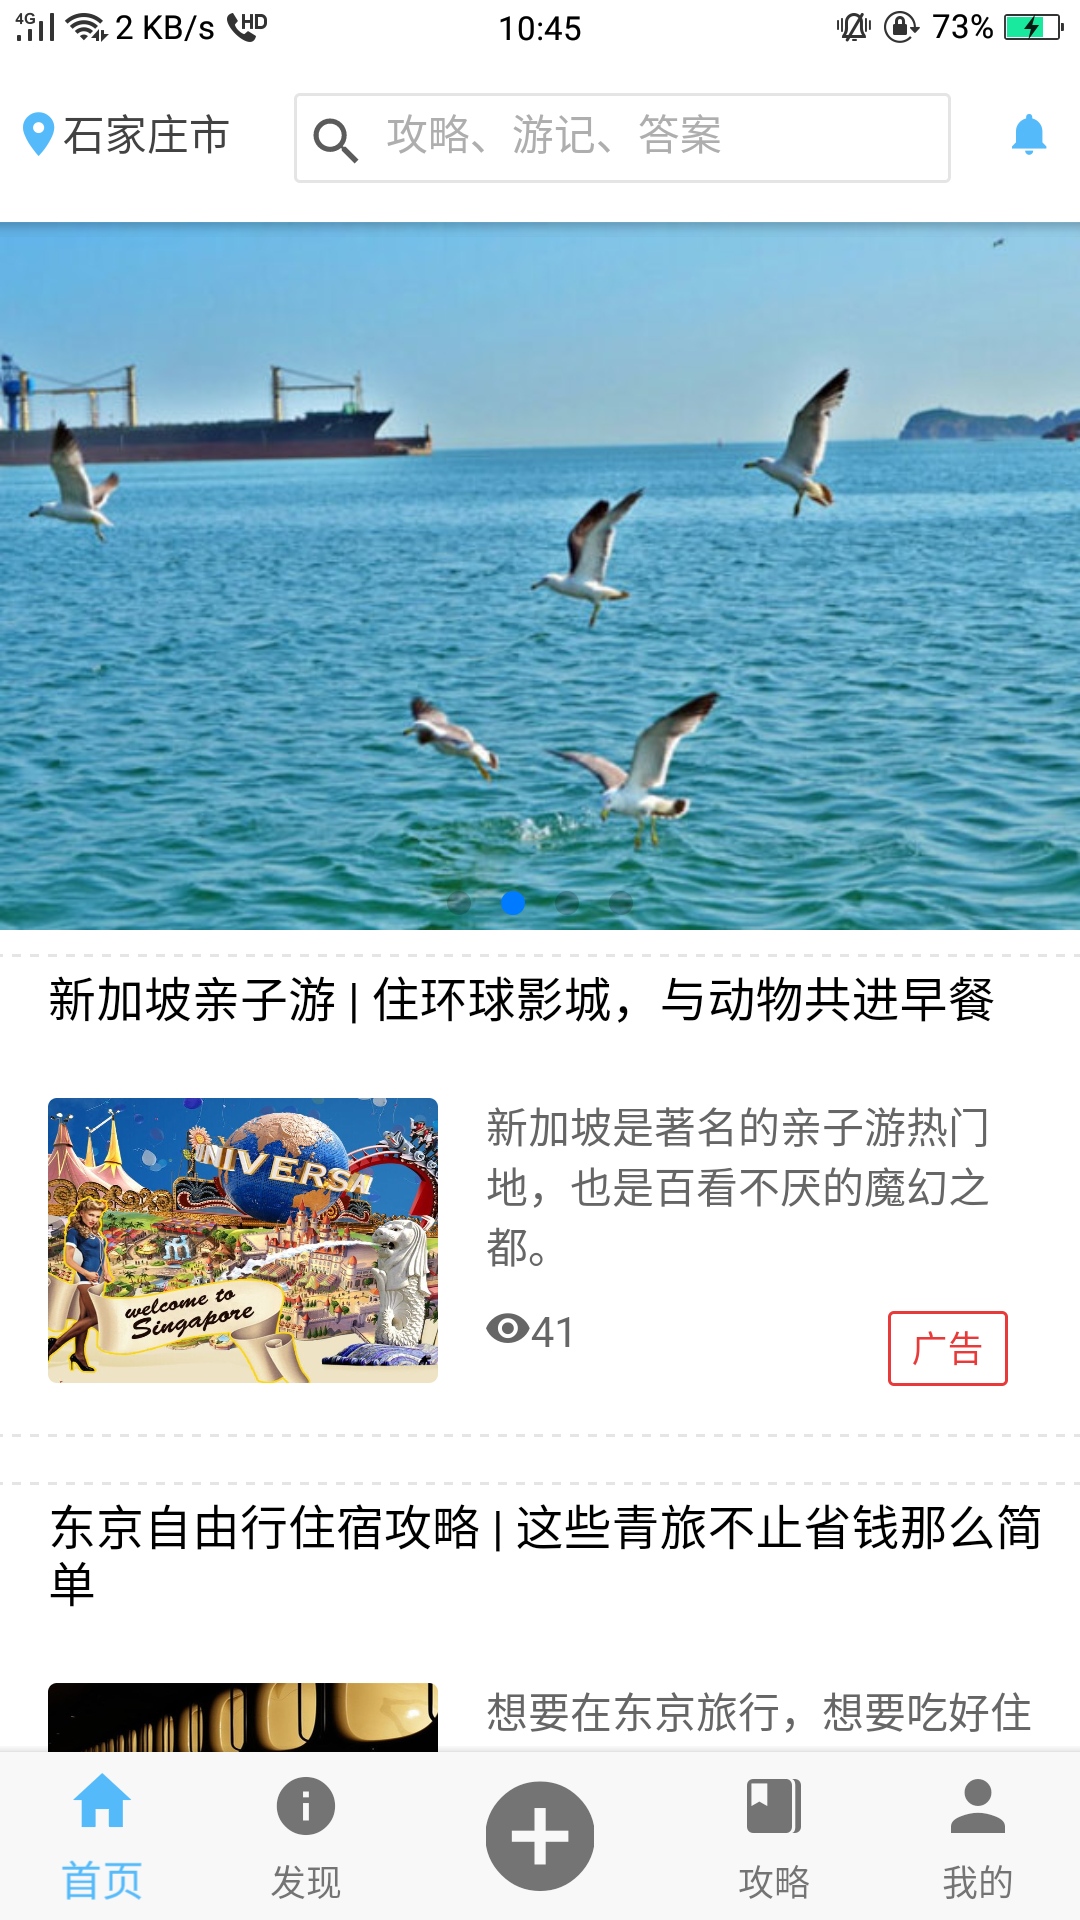 4G 2 KB/s HD 10:45 73%
石家庄市 攻略、游记、答案
新加坡亲子游 | 住环球影城，与动物共进早餐
UNIVERSA
welcome to
Singapore
新加坡是著名的亲子游热门
地，也是百看不厌的魔幻之
都。
41 广告
东京自由行住宿攻略 | 这些青旅不止省钱那么简
单
想要在东京旅行，想要吃好住
首页 发现 攻略 我的